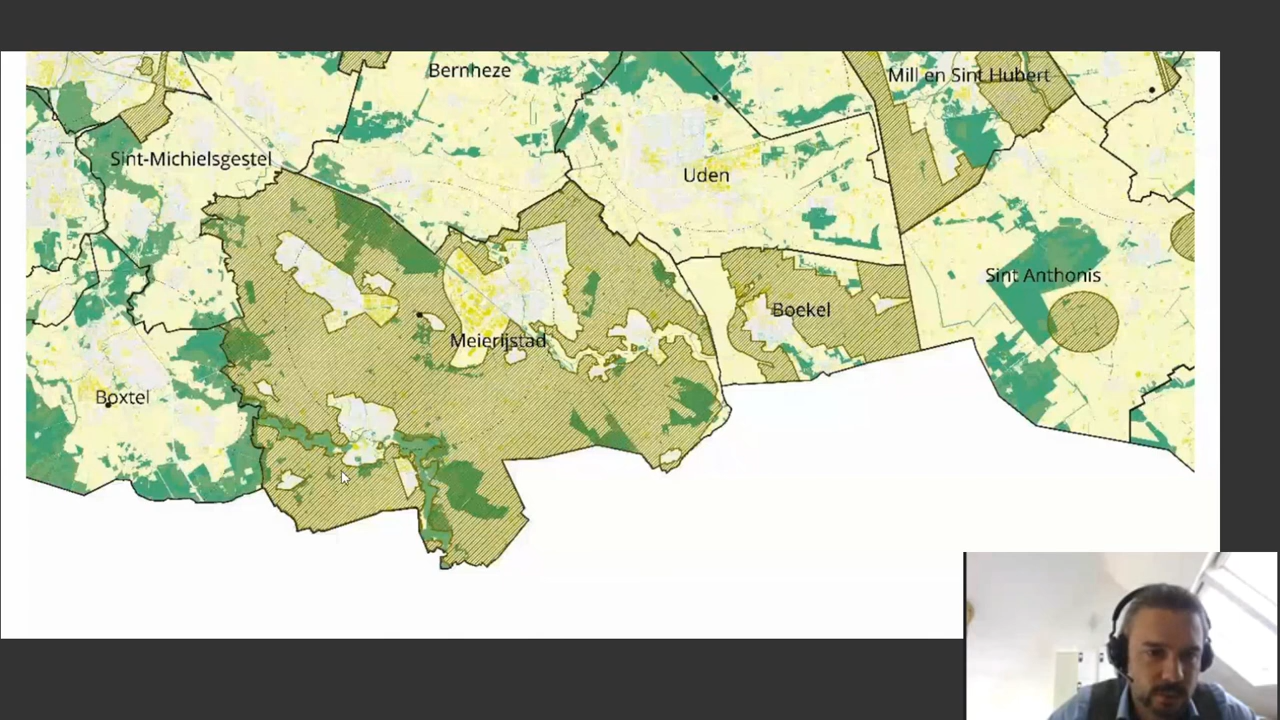 Bernheze
Mill en Sint Hubert
Sint-Michielsgestel
Uden
Sint Anthonis
Boekel
Meierijstad
Boxtel